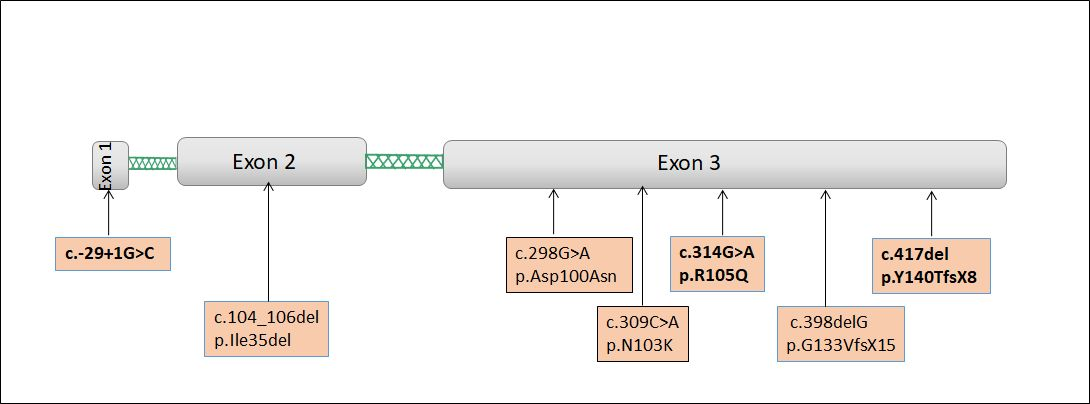 Exon 1
Exon 2
Exon 3
c.-29+1G>C
c.104_106del
p.Ile35del
c.298G>A
p.Asp100Asn
c.309C>A
p.N103K
c.314G>A
p.R105Q
c.398delG
p.G133VfsX15
c.417del
p.Y140TfsX8